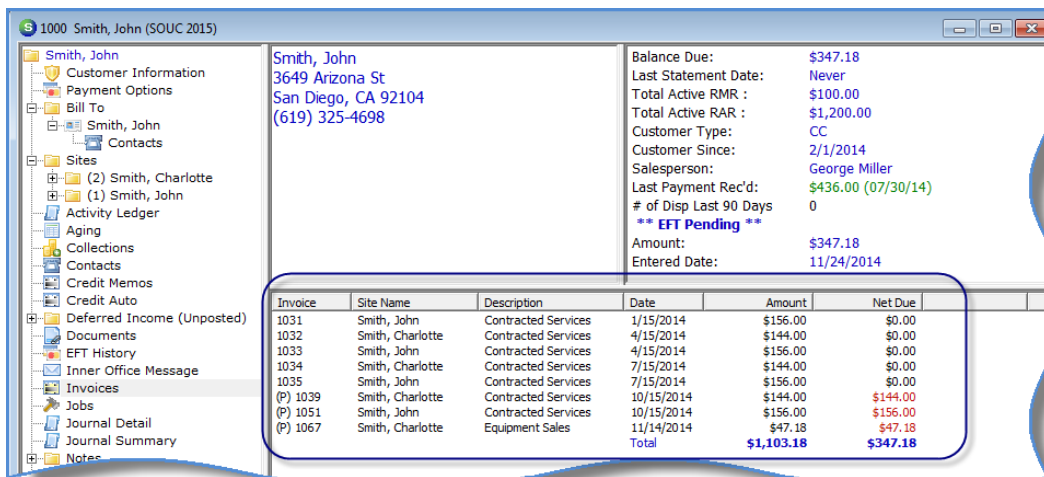 1000 Smith, John (SOUC 2015)
Smith, John
Customer Information
Payment Options
Bill To
Smith, John
Contacts
Sites
(2) Smith, Charlotte
(1) Smith, John
Activity Ledger
Aging
Collections
Contacts
Credit Memos
Credit Auto
Deferred Income (Unposted)
Documents
EFT History
Inner Office Message
Invoices
Jobs
Journal Detail
Journal Summary
Notes
Smith, John
3649 Arizona St
San Diego, CA 92104
(619) 325-4698
Balance Due: $347.18
Last Statement Date: Never
Total Active RMR : $100.00
Total Active RAR : $1,200.00
Customer Type: CC
Customer Since: 2/1/2014
Salesperson: George Miller
Last Payment Rec'd: $436.00 (07/30/14)
# of Disp Last 90 Days 0
** EFT Pending **
Amount: $347.18
Entered Date: 11/24/2014
Invoice Site Name Description Date Amount Net Due
1031 Smith, John Contracted Services 1/15/2014 $156.00 $0.00
1032 Smith, Charlotte Contracted Services 4/15/2014 $144.00 $0.00
1033 Smith, John Contracted Services 4/15/2014 $156.00 $0.00
1034 Smith, Charlotte Contracted Services 7/15/2014 $144.00 $0.00
1035 Smith, John Contracted Services 7/15/2014 $156.00 $0.00
(P) 1039 Smith, Charlotte Contracted Services 10/15/2014 $144.00 $144.00
(P) 1051 Smith, John Contracted Services 10/15/2014 $156.00 $156.00
(P) 1067 Smith, Charlotte Equipment Sales 11/14/2014 $47.18 $47.18
Total $1,103.18 $347.18